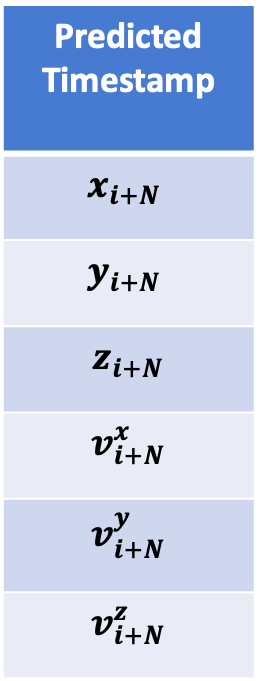 Predicted
Timestamp
x_{i+N}
y_{i+N}
z_{i+N}
v^x_{i+N}
v^y_{i+N}
v^z_{i+N}